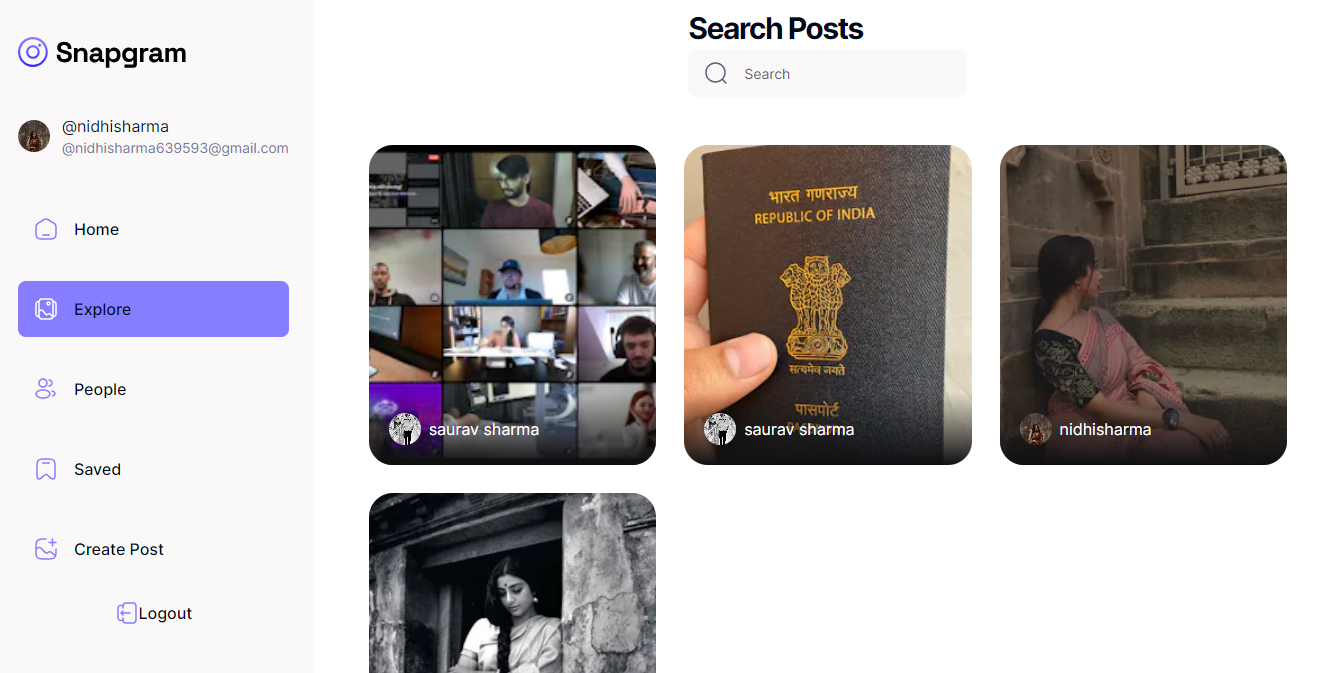 Snapgram
@nidhisharma
@nidhisharma639593@gmail.com
Home
Explore
People
Saved
Create Post
Logout
Search Posts
Search
saurav sharma
भारत गणराज्य
REPUBLIC OF INDIA
सत्यमेव जयते
पासपोर्ट
saurav sharma
nidhisharma